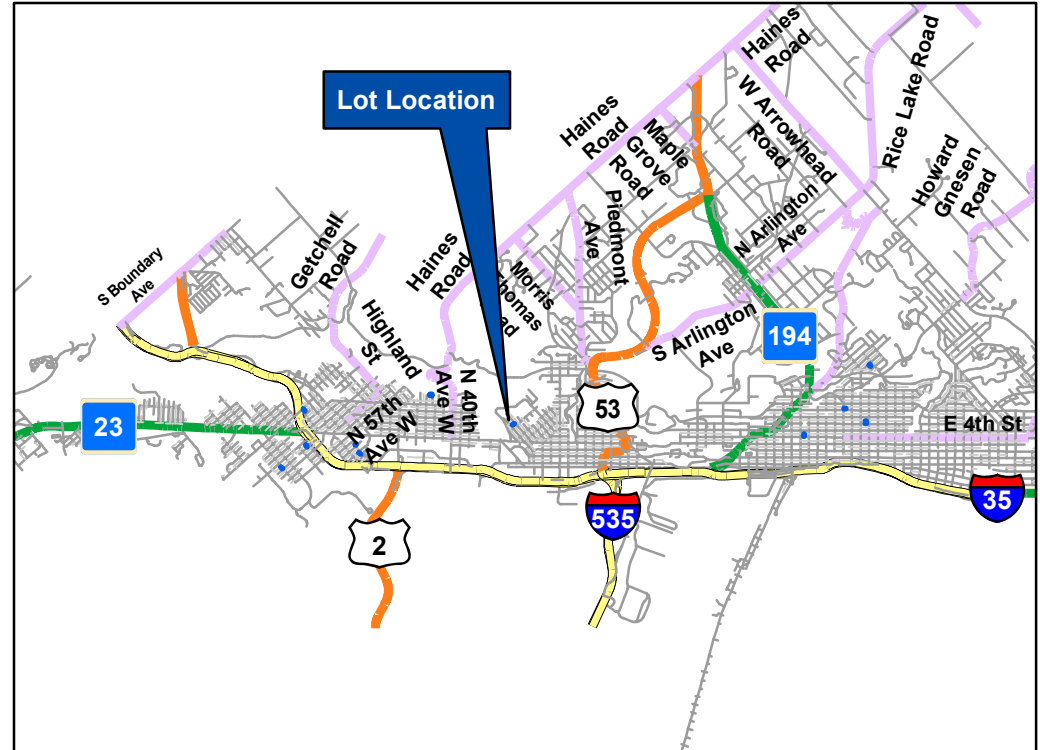 Lot Location
Haines
Road
Haines
Road
Maple
Grove
Road
W Arrowhead
Road
Rice Lake Road
Howard
Gnesen
Road
Piedmont
Ave
N Arlington
Ave
S Boundary
Ave
Getchell
Road
Haines
Road
Morris
Thomas
S Arlington
Ave
194
Highland
St
N 40th
Ave W
N 57th
Ave W
53
23
E 4th St
535
35
2